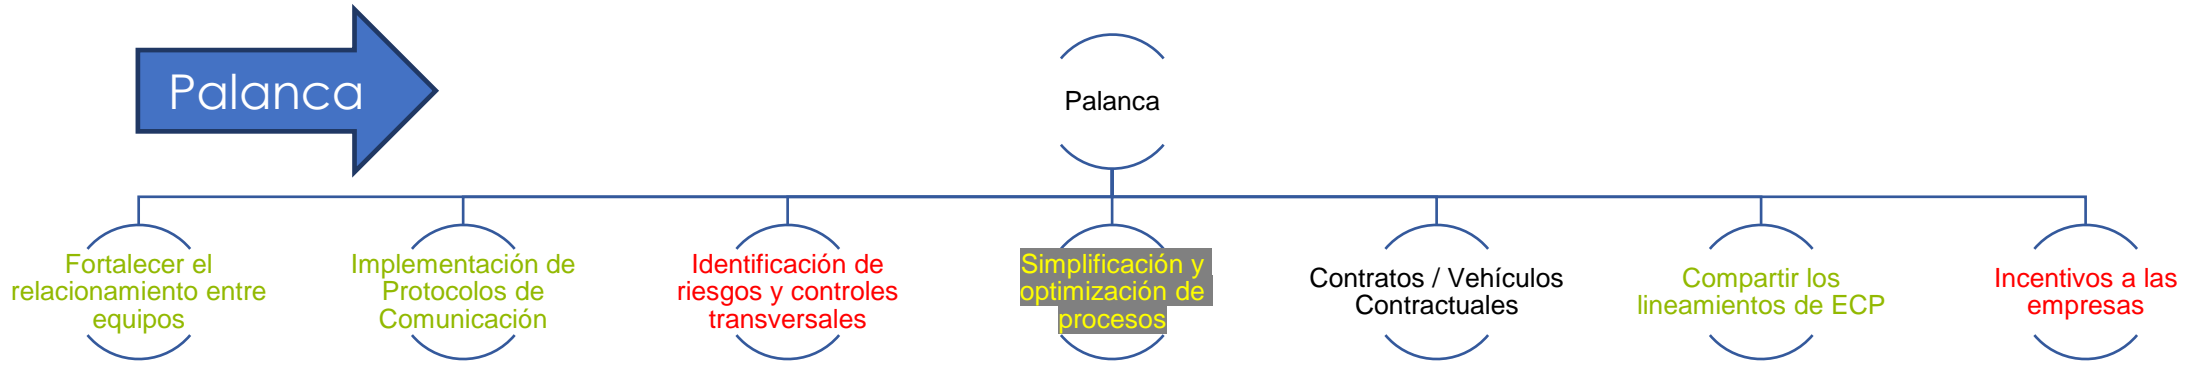 Palanca
Palanca
Fortalecer el
relacionamiento entre
equipos
Implementación de
Protocolos de
Comunicación
Identificación de
riesgos y controles
transversales
Simplificación y
optimización de
procesos
Contratos / Vehículos
Contractuales
Compartir los
lineamientos de ECP
Incentivos a las
empresas